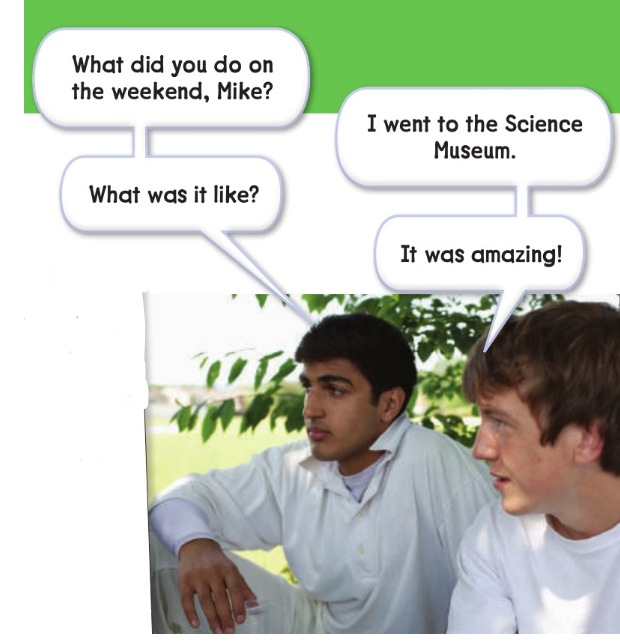 What did you do on
the weekend, Mike?
I went to the Science
Museum.
What was it like?
It was amazing!